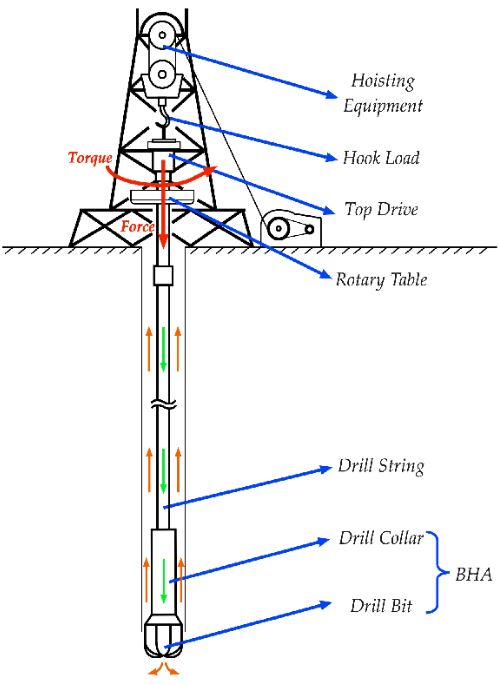 Hoisting
Equipment
Hook Load
Torque
Top Drive
Force
Rotary Table
Drill String
Drill Collar
BHA
Drill Bit